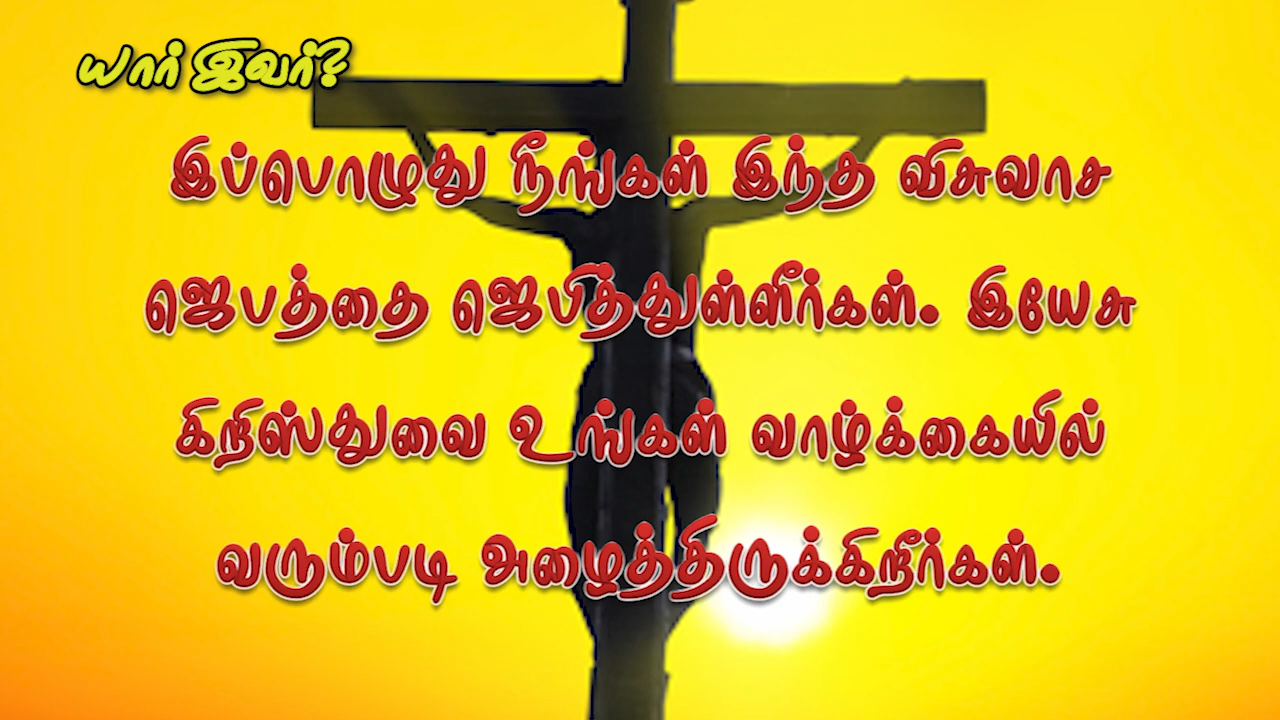 யார் இவர்?
இப்பொழுது நீங்கள் இந்த விசுவாச
ஜெபத்தை ஜெபித்துள்ளீர்கள். இயேசு
கிறிஸ்துவை உங்கள் வாழ்க்கையில்
வரும்படி அழைத்திருக்கிறீர்கள்.